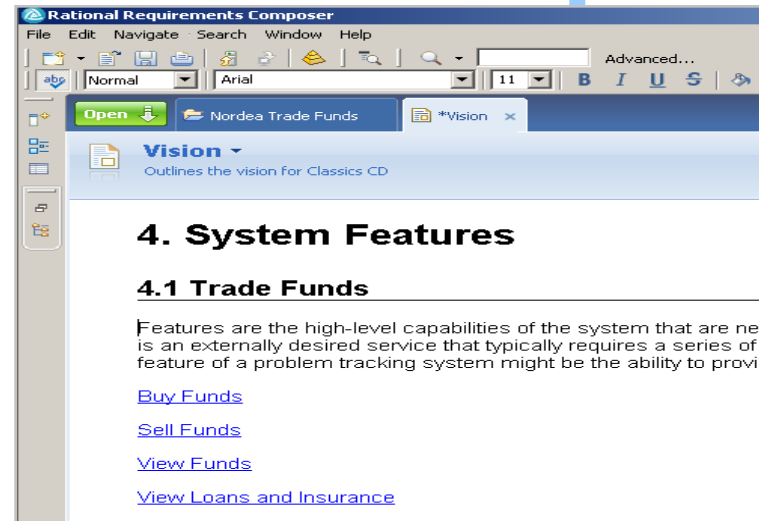 Rational Requirements Composer
File Edit Navigate Search Window Help
Advanced...
abc Normal Arial 11 B I U S
Open Nordea Trade Funds *Vision
Vision
Outlines the vision for Classics CD
4. System Features
4.1 Trade Funds
Features are the high-level capabilities of the system that are ne
is an externally desired service that typically requires a series of
feature of a problem tracking system might be the ability to provi
Buy Funds
Sell Funds
View Funds
View Loans and Insurance